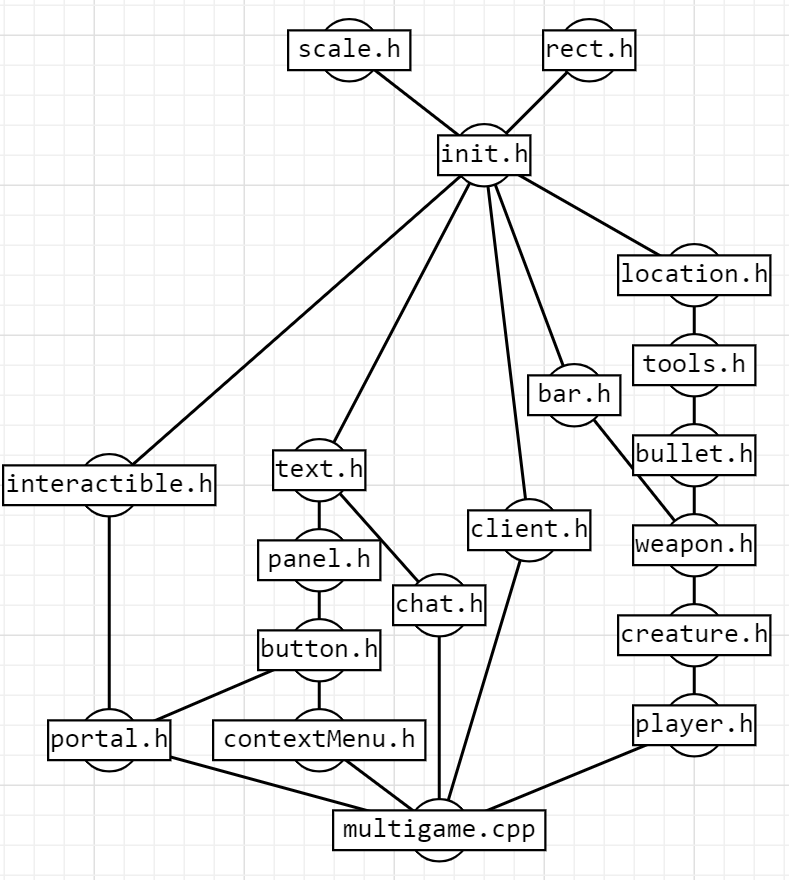 scale.h
rect.h
init.h
location.h
tools.h
bar.h
bullet.h
text.h
interactible.h
client.h
weapon.h
panel.h
chat.h
creature.h
button.h
player.h
portal.h
contextMenu.h
multigame.cpp